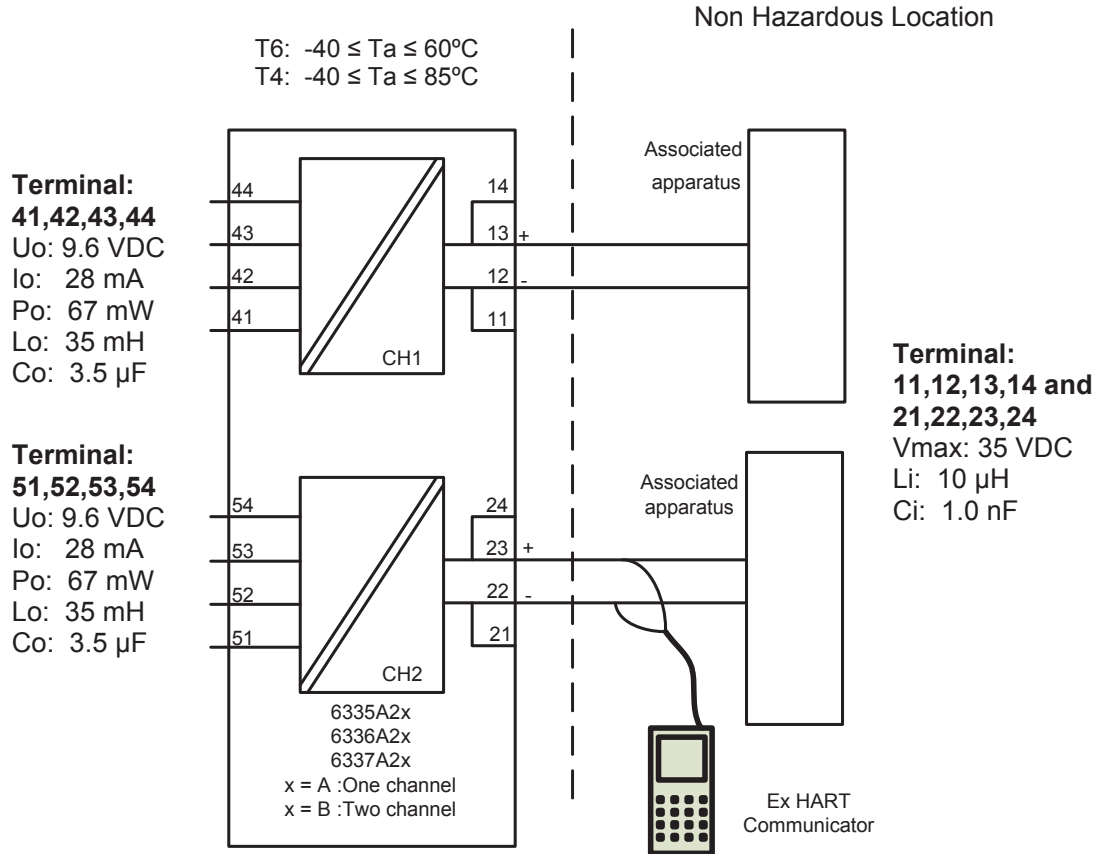 Non Hazardous Location
T6: -40 ≤ Ta ≤ 60ºC
T4: -40 ≤ Ta ≤ 85ºC
Terminal:
41,42,43,44
Uo: 9.6 VDC
Io: 28 mA
Po: 67 mW
Lo: 35 mH
Co: 3.5 µF
44
43
42
41
CH1
14
13 +
12 -
11
Associated
apparatus
Terminal:
11,12,13,14 and
21,22,23,24
Vmax: 35 VDC
Li: 10 µH
Ci: 1.0 nF
Terminal:
51,52,53,54
Uo: 9.6 VDC
Io: 28 mA
Po: 67 mW
Lo: 35 mH
Co: 3.5 µF
54
53
52
51
CH2
24
23 +
22 -
21
Associated
apparatus
6335A2x
6336A2x
6337A2x
x = A :One channel
x = B :Two channel
Ex HART
Communicator